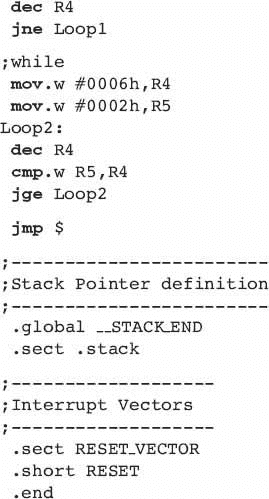 dec R4
jne Loop1
;while
mov.w #0006h,R4
mov.w #0002h,R5
Loop2:
dec R4
cmp.w R5,R4
jge Loop2
jmp $
;------------------------
;Stack Pointer definition
;------------------------
.global __STACK_END
.sect .stack
;-------------------
;Interrupt Vectors
;-------------------
.sect RESET_VECTOR
.short RESET
.end